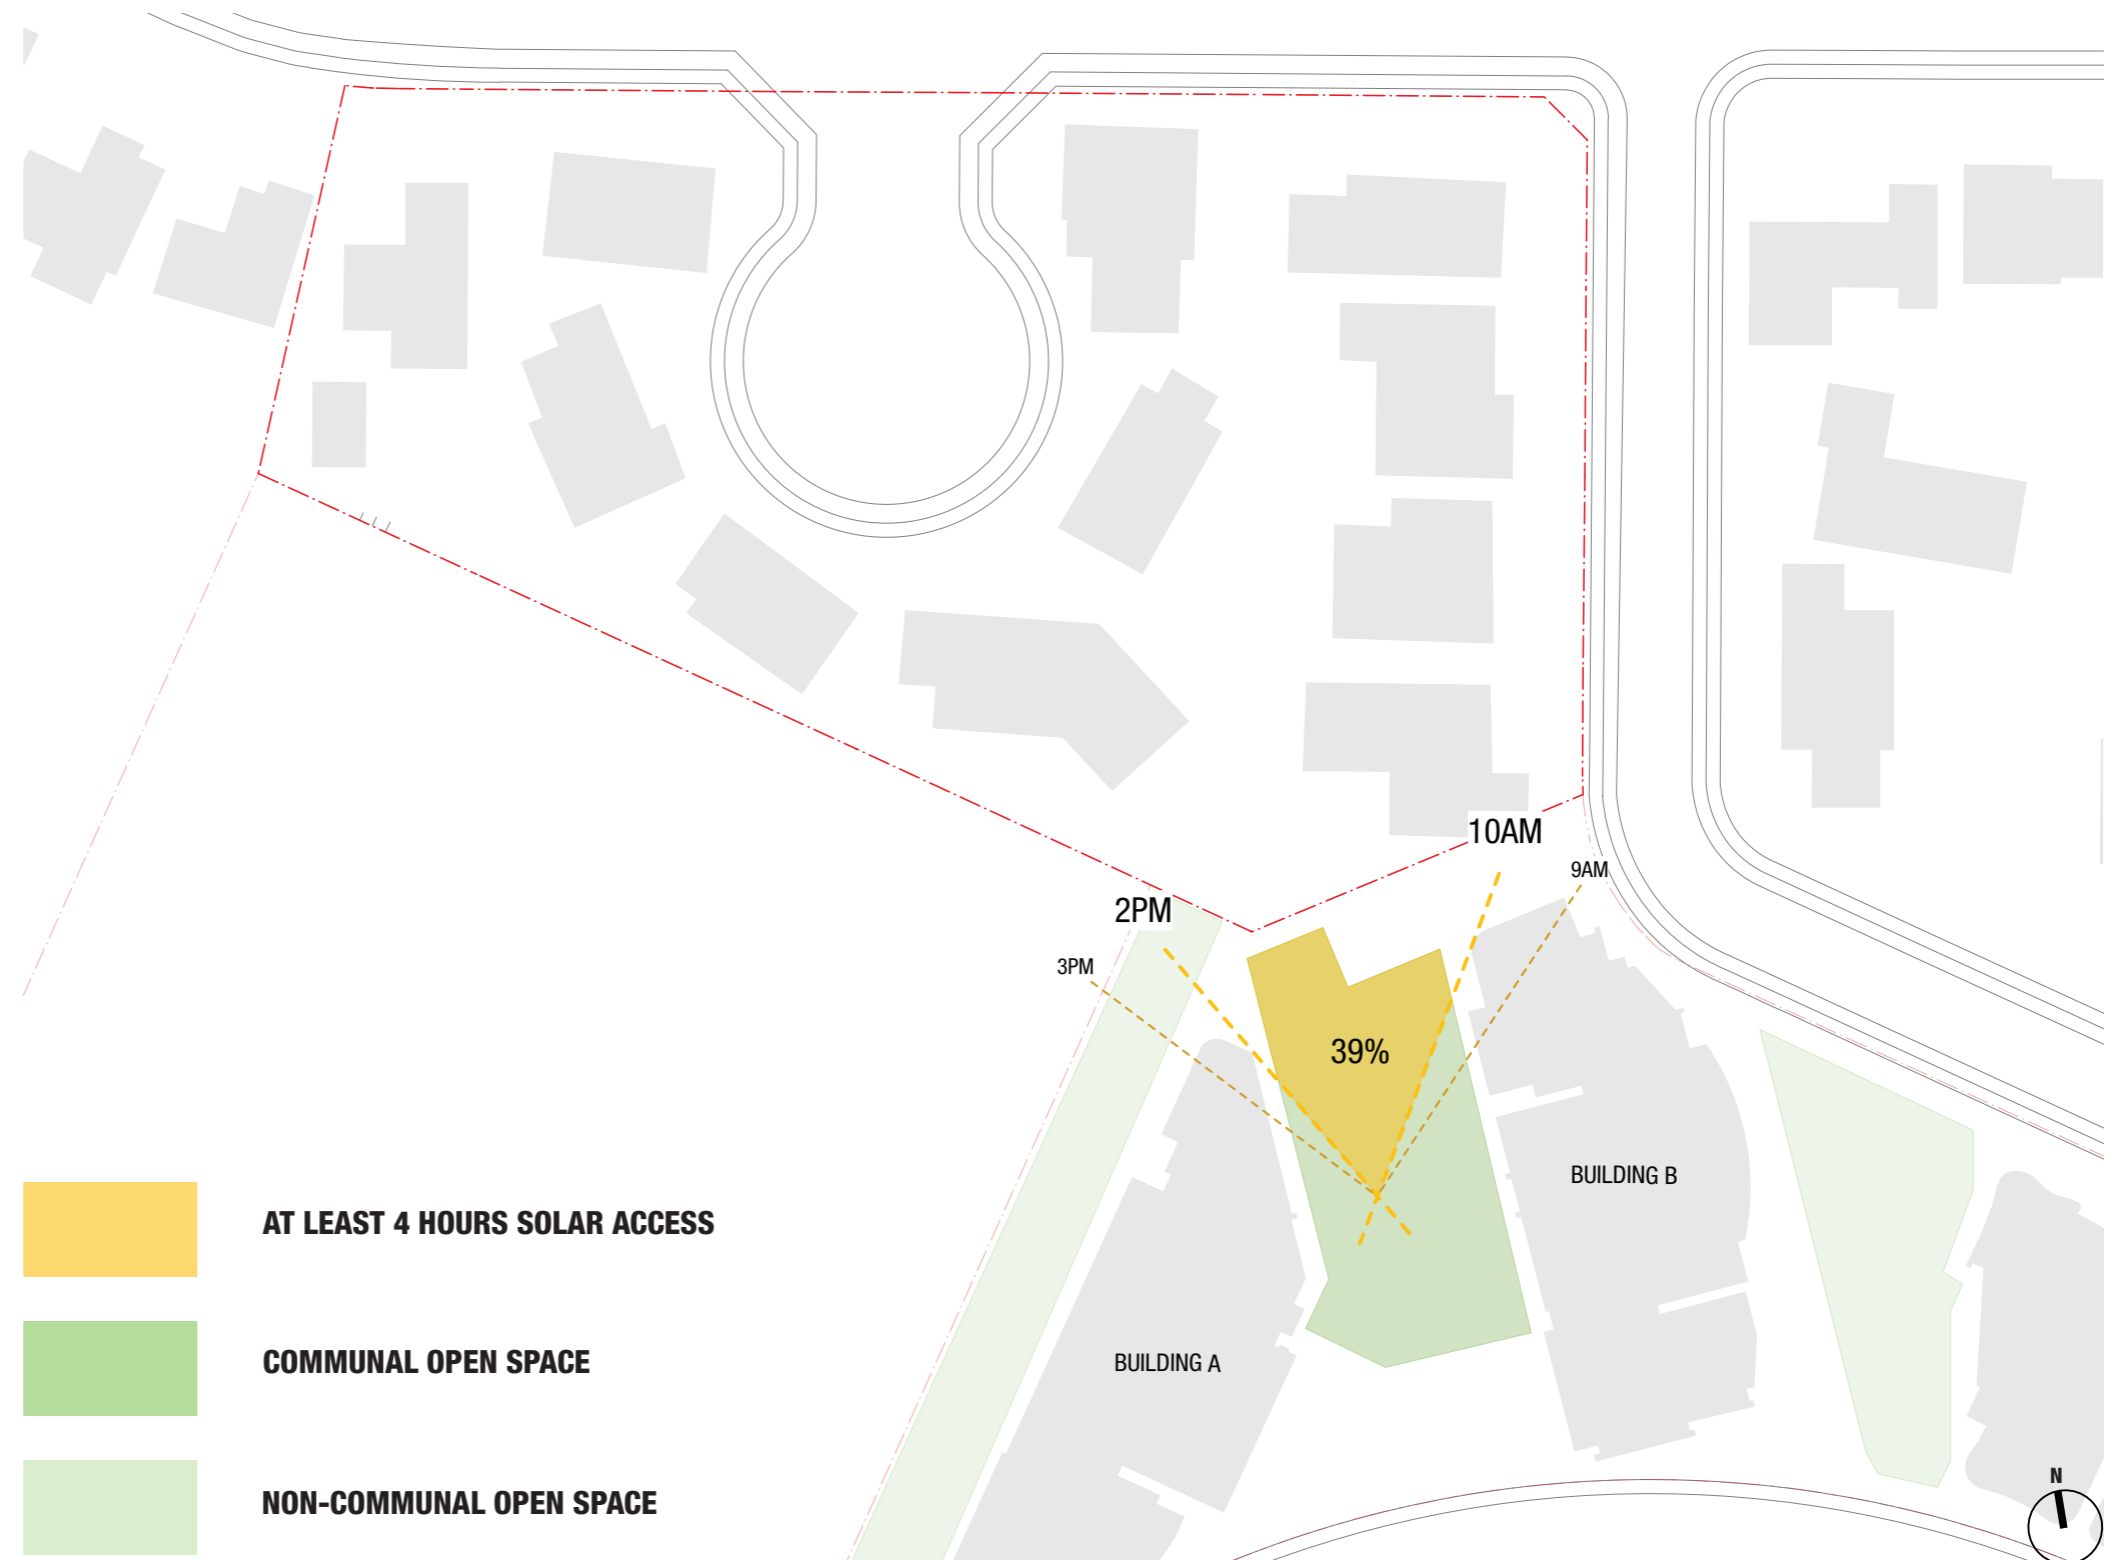 10AM
9AM
2PM
3PM
39%
BUILDING B
BUILDING A
AT LEAST 4 HOURS SOLAR ACCESS
COMMUNAL OPEN SPACE
NON-COMMUNAL OPEN SPACE
N